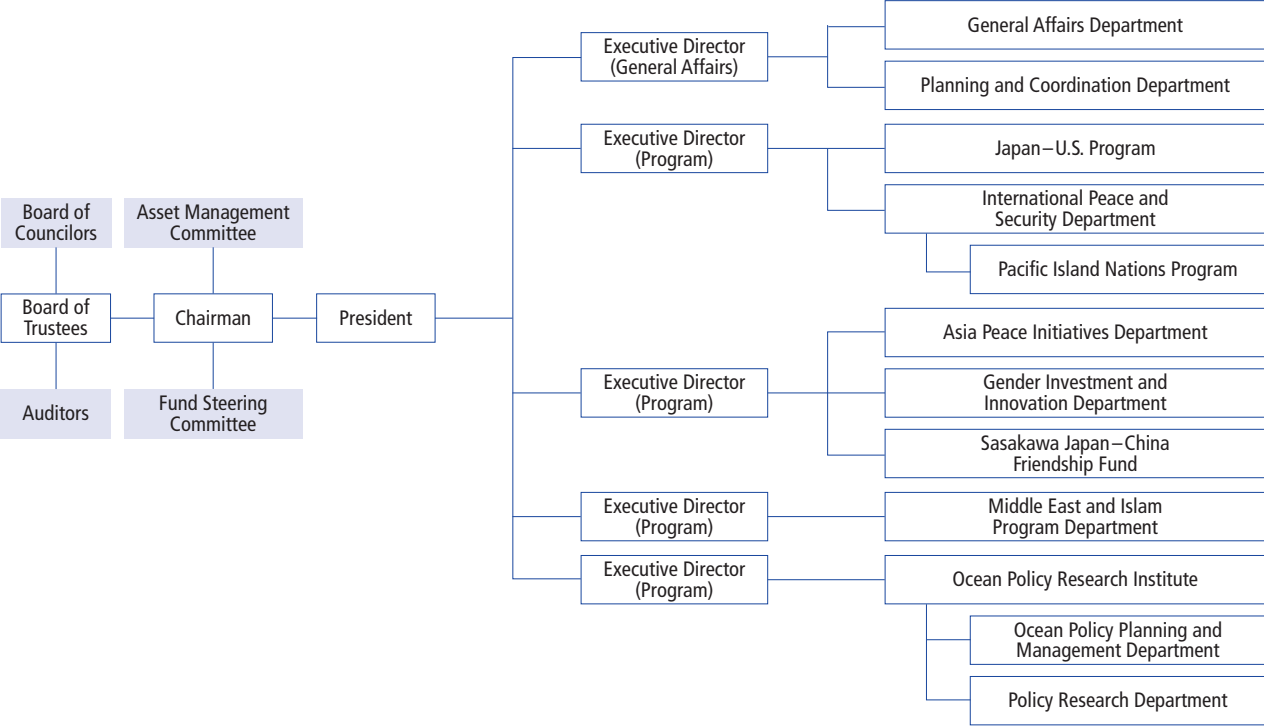 Board of
Councilors
Asset Management
Committee
Board of
Trustees
Chairman
President
Auditors
Fund Steering
Committee
Executive Director
(General Affairs)
General Affairs Department
Planning and Coordination Department
Executive Director
(Program)
Japan–U.S. Program
International Peace and
Security Department
Pacific Island Nations Program
Executive Director
(Program)
Asia Peace Initiatives Department
Gender Investment and
Innovation Department
Sasakawa Japan–China
Friendship Fund
Executive Director
(Program)
Middle East and Islam
Program Department
Executive Director
(Program)
Ocean Policy Research Institute
Ocean Policy Planning and
Management Department
Policy Research Department